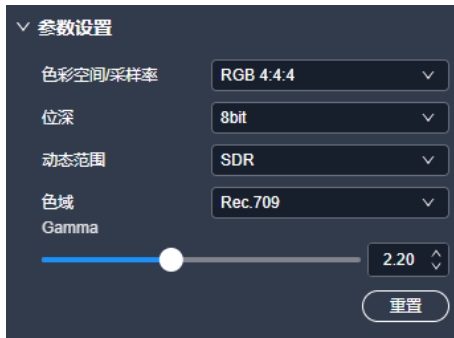 参数设置
色彩空间/采样率 RGB 4:4:4
位深 8bit
动态范围 SDR
色域 Rec.709
Gamma
2.20
重置